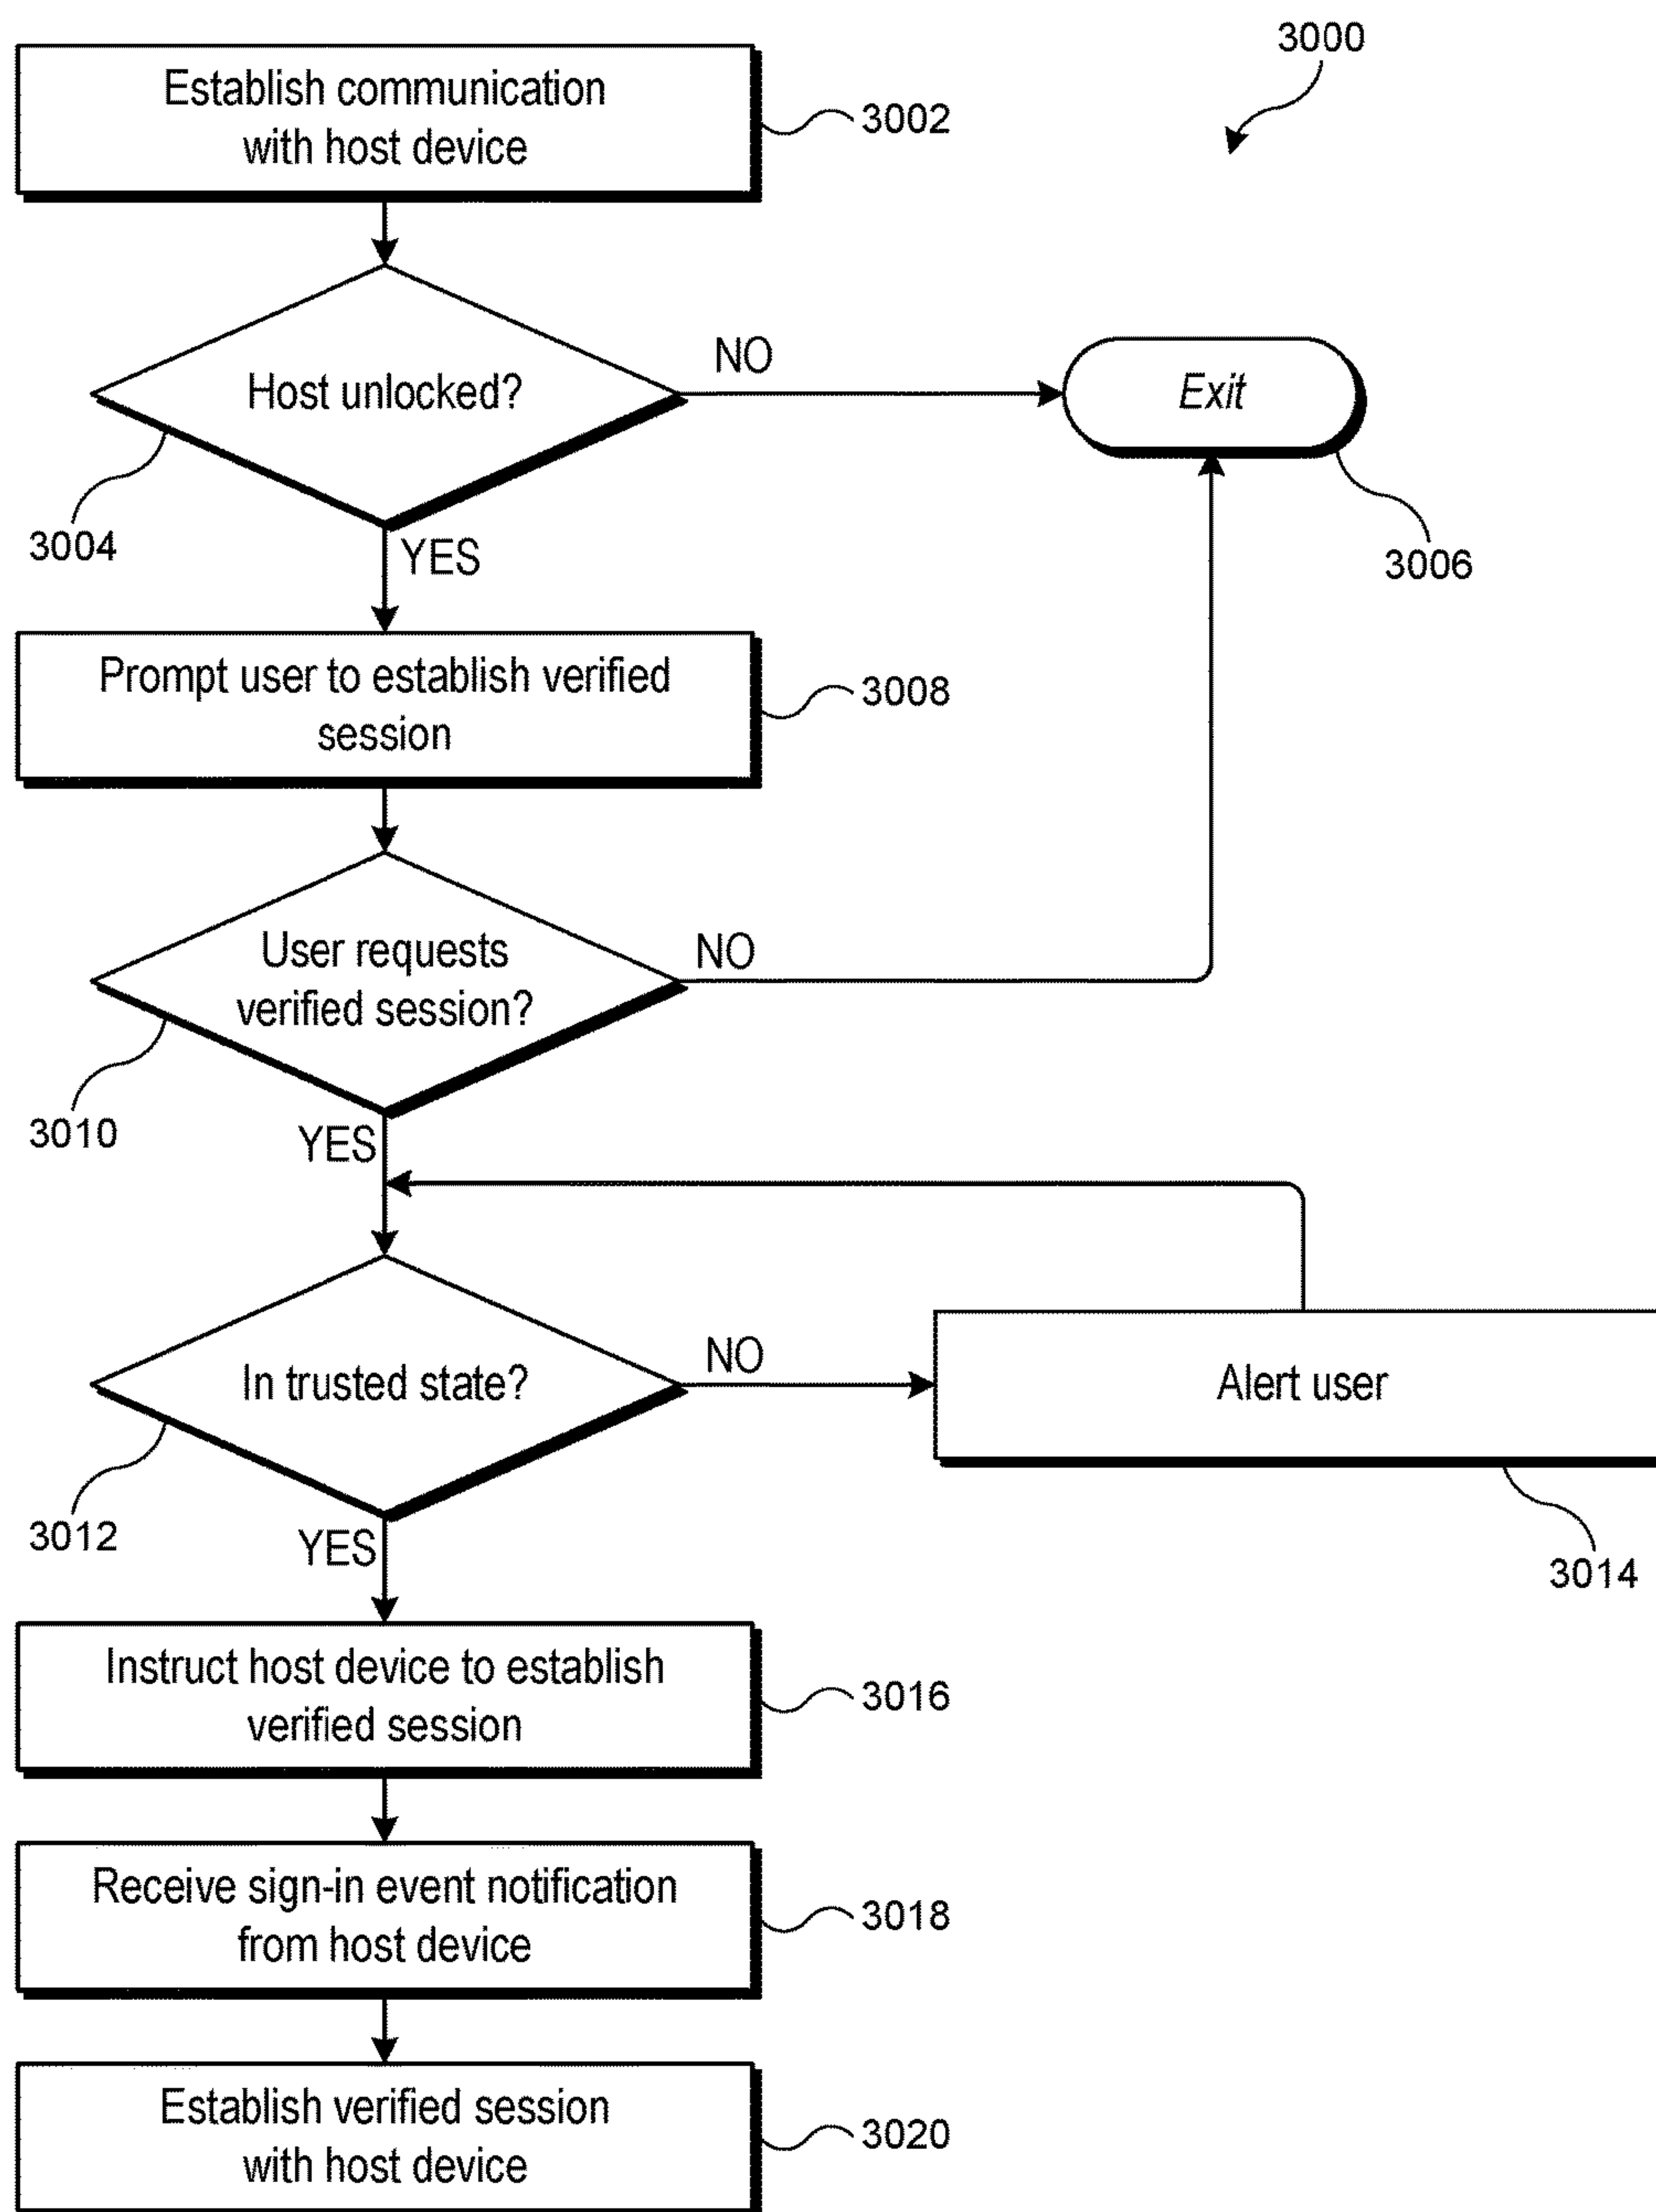 3000
Establish communication
with host device
3002
Host unlocked?
NO
Exit
3004
YES
3006
Prompt user to establish verified
session
3008
User requests
verified session?
NO
3010
YES
In trusted state?
NO
Alert user
3012
YES
3014
Instruct host device to establish
verified session
3016
Receive sign-in event notification
from host device
3018
Establish verified session
with host device
3020